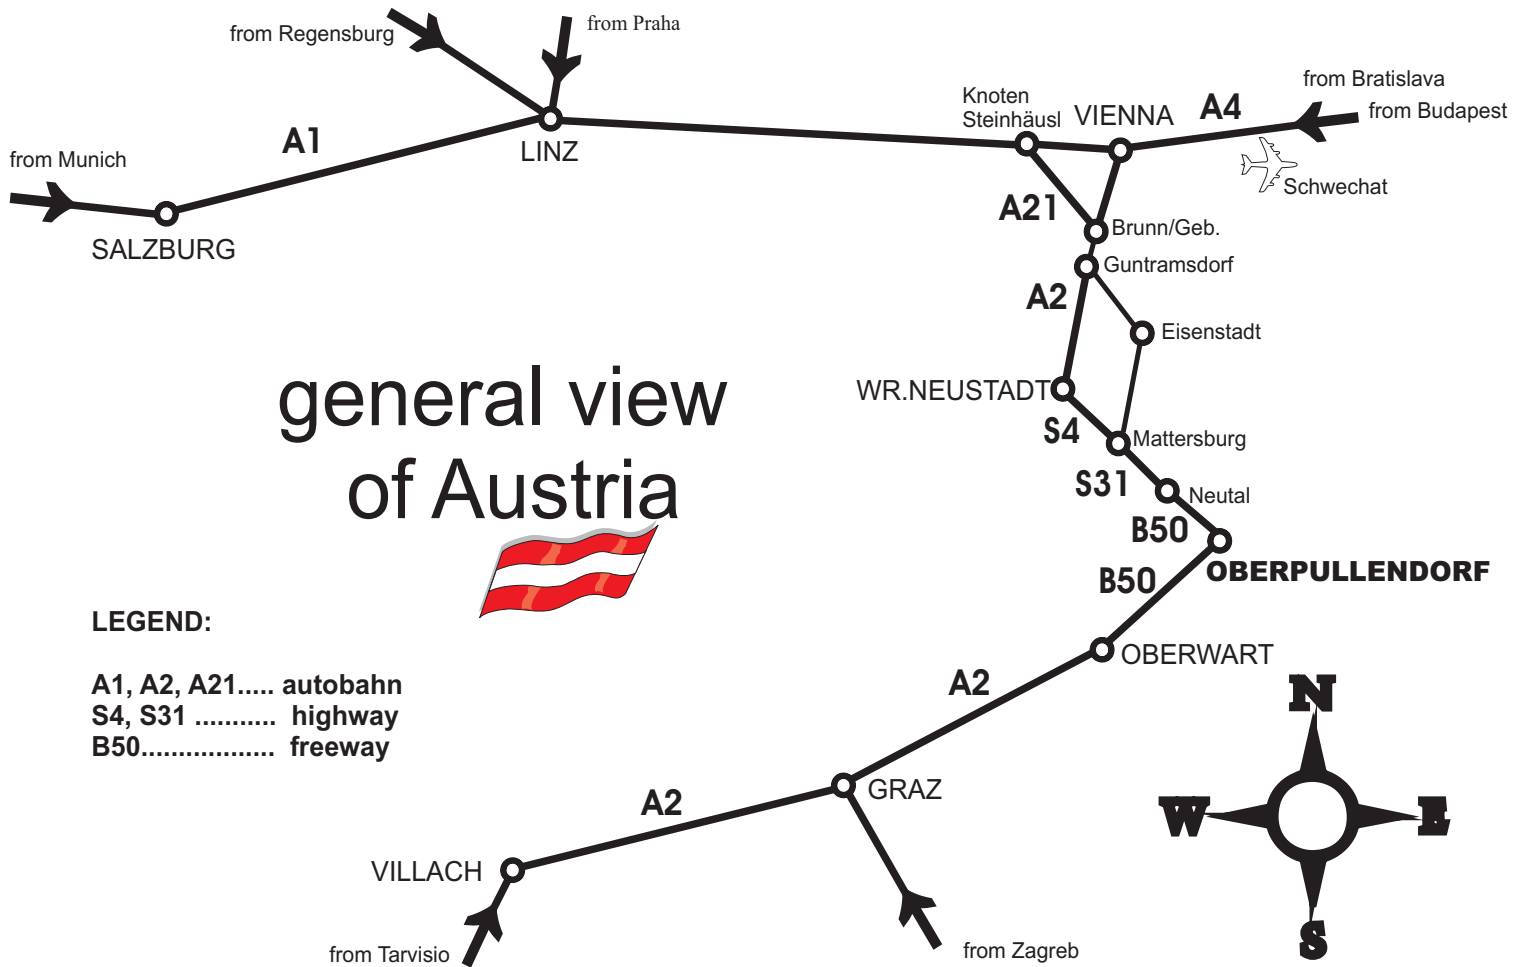 from Regensburg
from Praha
from Bratislava
from Budapest
Knoten
Steinhäusl
VIENNA
A4
A1
LINZ
from Munich
Schwechat
SALZBURG
A21
Brunn/Geb.
Guntramsdorf
A2
Eisenstadt
general view
of Austria
WR.NEUSTADT
S4
Mattersburg
S31
Neutal
B50
OBERPULLENDORF
B50
LEGEND:
A1, A2, A21..... autobahn
S4, S31 ........... highway
B50.................. freeway
OBERWART
A2
GRAZ
A2
VILLACH
from Tarvisio
from Zagreb
N
W
E
S